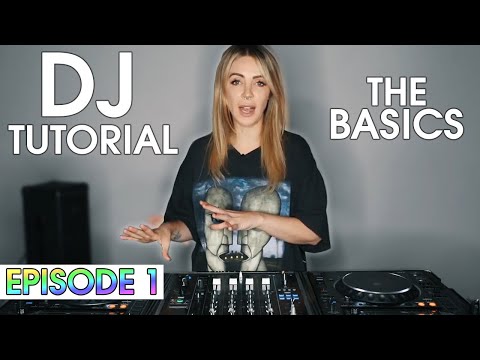 DJ
TUTORIAL
THE
BASICS
EPISODE 1